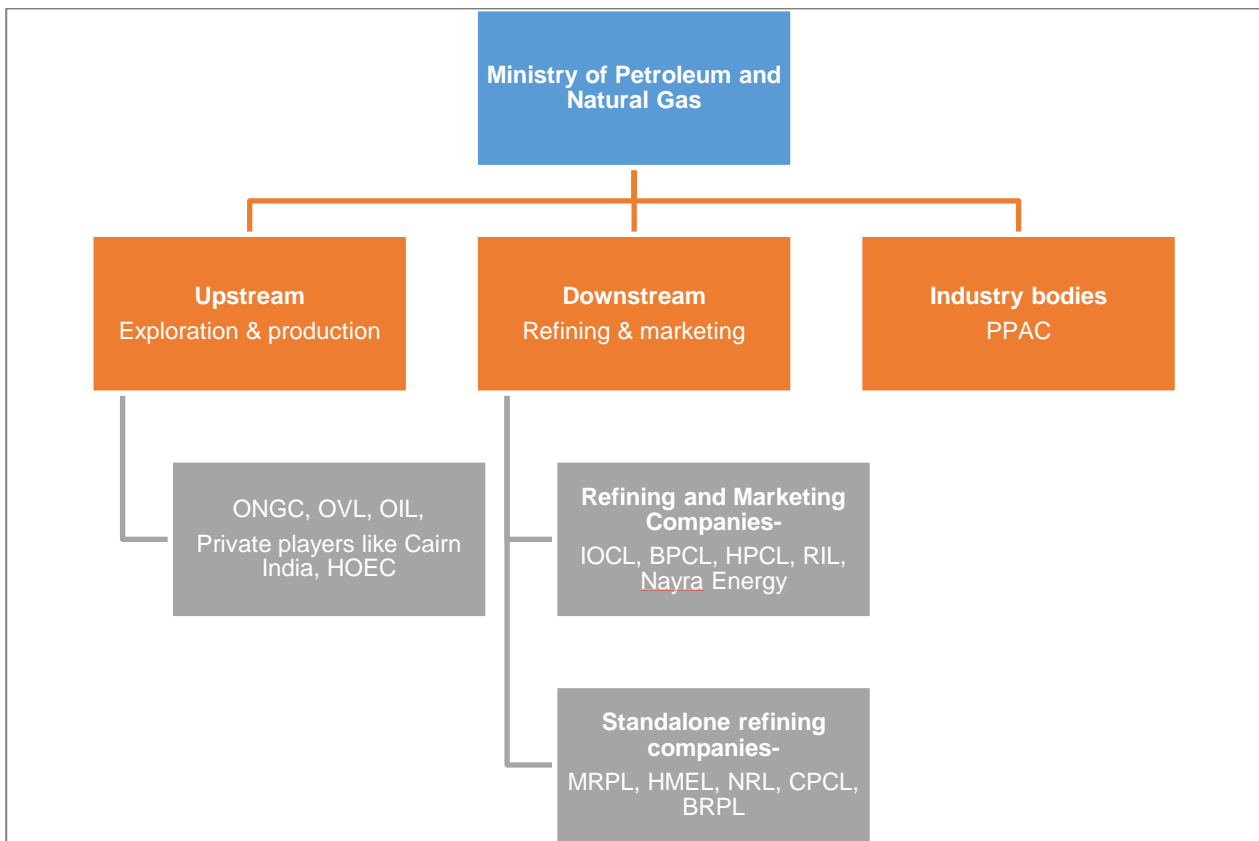 Ministry of Petroleum and
Natural Gas
Upstream
Exploration & production
Downstream
Refining & marketing
Industry bodies
PPAC
ONGC, OVL, OIL,
Private players like Cairn
India, HOEC
Refining and Marketing
Companies-
IOCL, BPCL, HPCL, RIL,
Nayra Energy
Standalone refining
companies-
MRPL, HMEL, NRL, CPCL,
BRPL